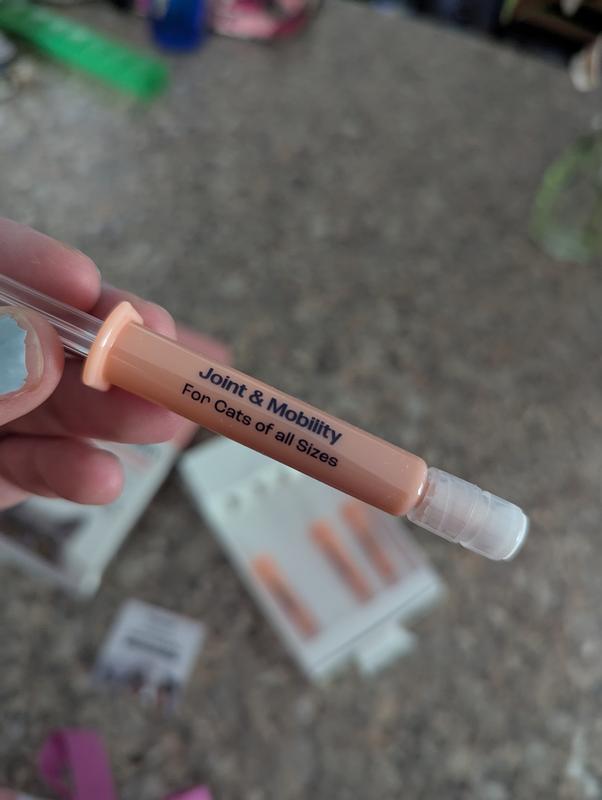 Joint & Mobility
For Cats of all Sizes